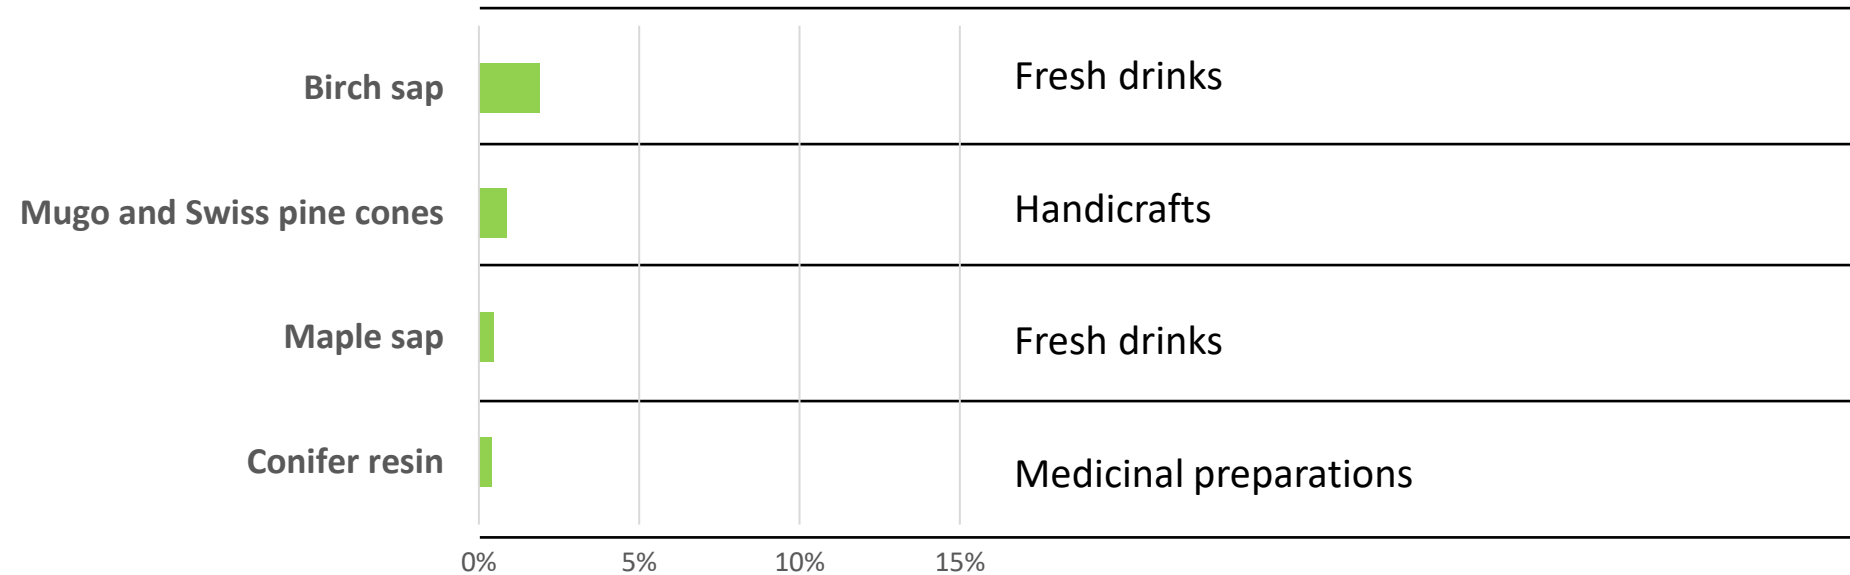 Birch sap
Fresh drinks
Mugo and Swiss pine cones
Handicrafts
Maple sap
Fresh drinks
Conifer resin
Medicinal preparations
0% 5% 10% 15%